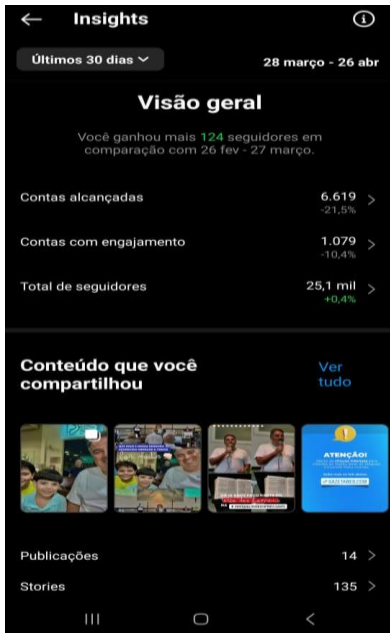 Insights
Últimos 30 dias
28 março - 26 abr
Visão geral
Você ganhou mais 124 seguidores em
comparação com 26 fev - 27 março.
Contas alcançadas
6.619
-21,5%
Contas com engajamento
1.079
-10,4%
Total de seguidores
25,1 mil
+0,4%
Conteúdo que você
compartilhou
Ver
tudo
ATENÇÃO!
Publicações
14
Stories
135